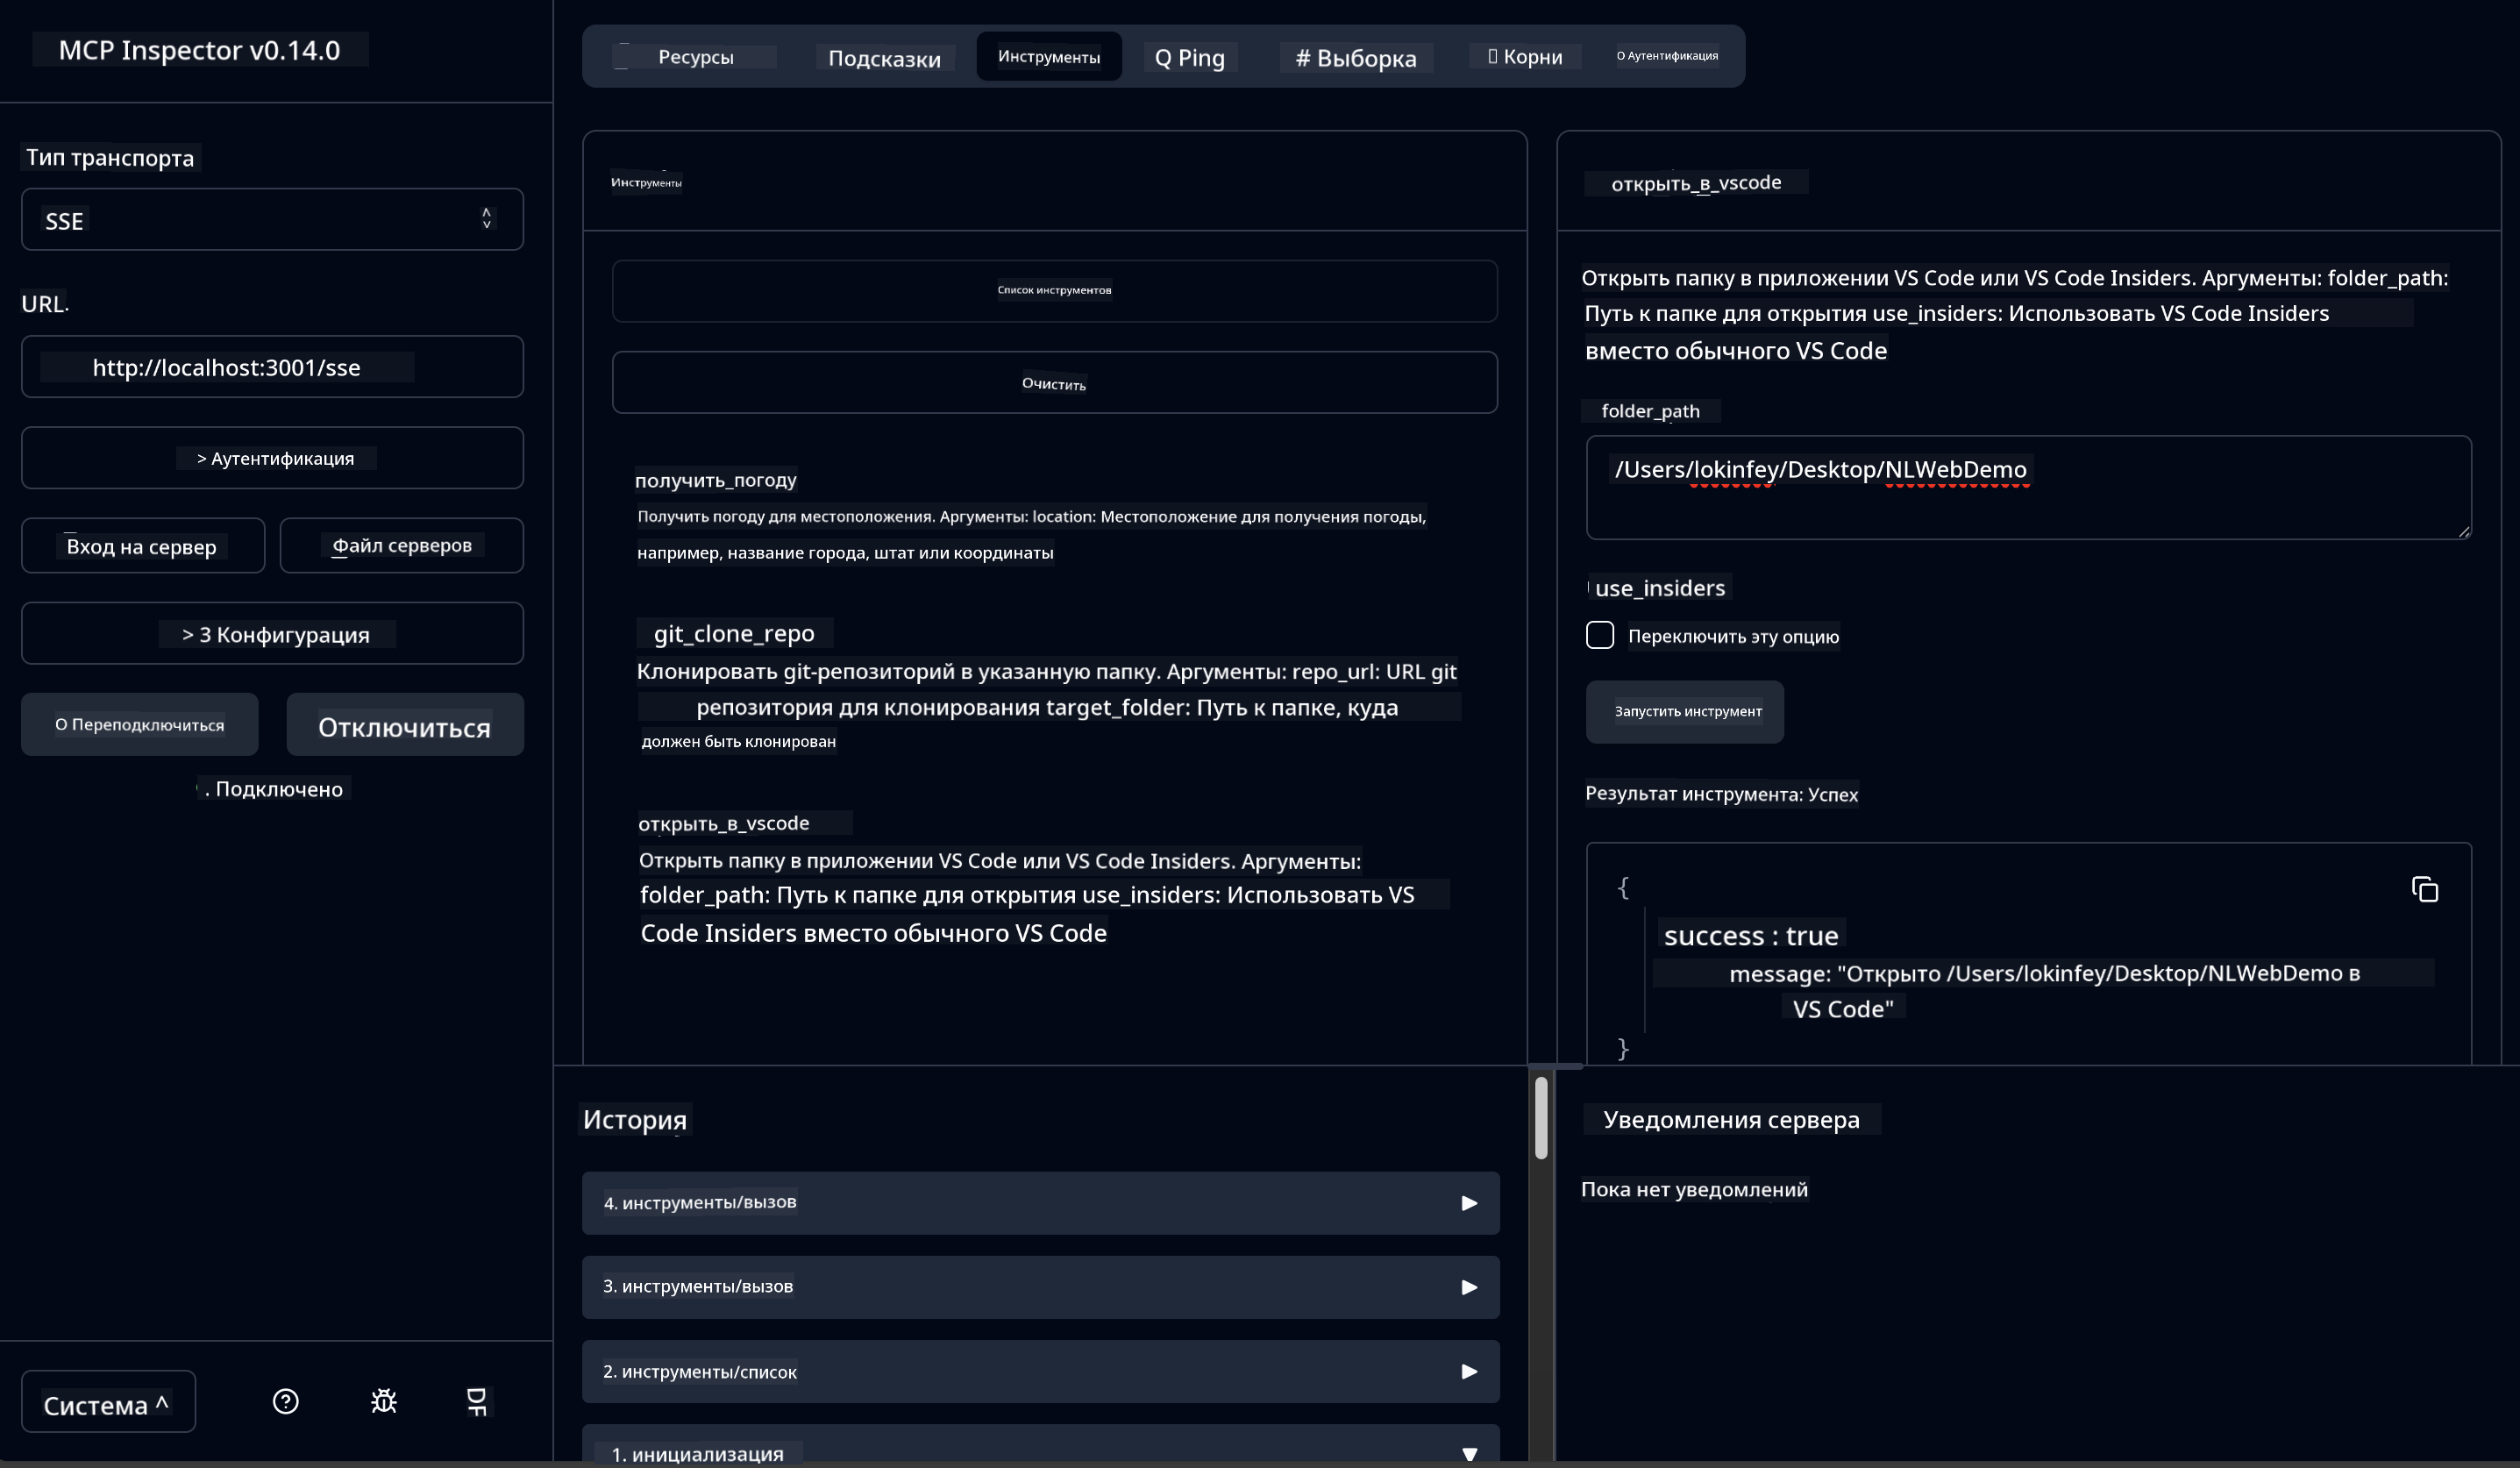 MCP Inspector v0.14.0
Тип транспорта
SSE
URL.
http://localhost:3001/sse
> Аутентификация
Вход на сервер
Файл серверов
> 3 Конфигурация
О Переподключиться
Отключиться
. Подключено
Система ^
DF
Ресурсы
Подсказки
Инструменты
Q Ping
# Выборка
Корни
О Аутентификация
Инструменты
Список инструментов
Очистить
получить_погоду
Получить погоду для местоположения. Аргументы: location: Местоположение для получения погоды,
например, название города, штат или координаты
git_clone_repo
Клонировать git-репозиторий в указанную папку. Аргументы: repo_url: URL git
репозитория для клонирования target_folder: Путь к папке, куда
должен быть клонирован
открыть_в_vscode
Открыть папку в приложении VS Code или VS Code Insiders. Аргументы:
folder_path: Путь к папке для открытия use_insiders: Использовать VS
Code Insiders вместо обычного VS Code
открыть_в_vscode
Открыть папку в приложении VS Code или VS Code Insiders. Аргументы: folder_path:
Путь к папке для открытия use_insiders: Использовать VS Code Insiders
вместо обычного VS Code
folder_path
/Users/lokinfey/Desktop/NLWebDemo
use_insiders
Переключить эту опцию
Запустить инструмент
Результат инструмента: Успех
{
success : true
message: "Открыто /Users/lokinfey/Desktop/NLWebDemo в
VS Code"
}
История
4. инструменты/вызов
3. инструменты/вызов
2. инструменты/список
1. инициализация
Уведомления сервера
Пока нет уведомлений